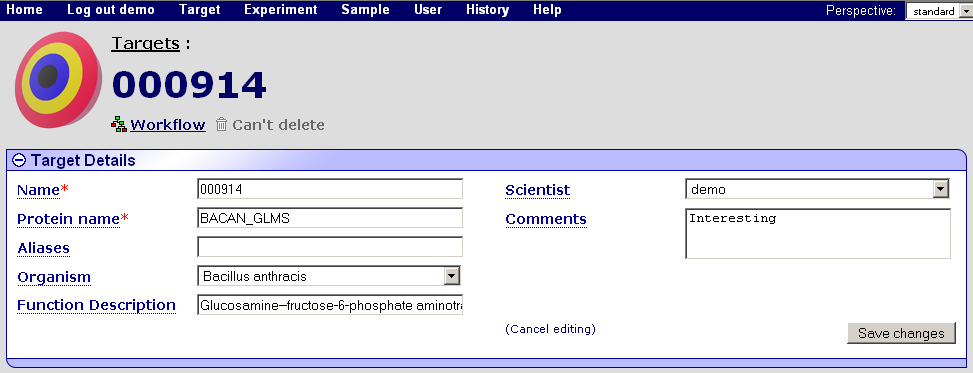 Home Log out demo Target Experiment Sample User History Help Perspective: standard
Targets :
000914
Workflow Can't delete
Target Details
Name* 000914
Scientist demo
Protein name* BACAN_GLMS
Comments Interesting
Aliases
Organism Bacillus anthracis
Function Description Glucosamine--fructose-6-phosphate aminotra
(Cancel editing) Save changes